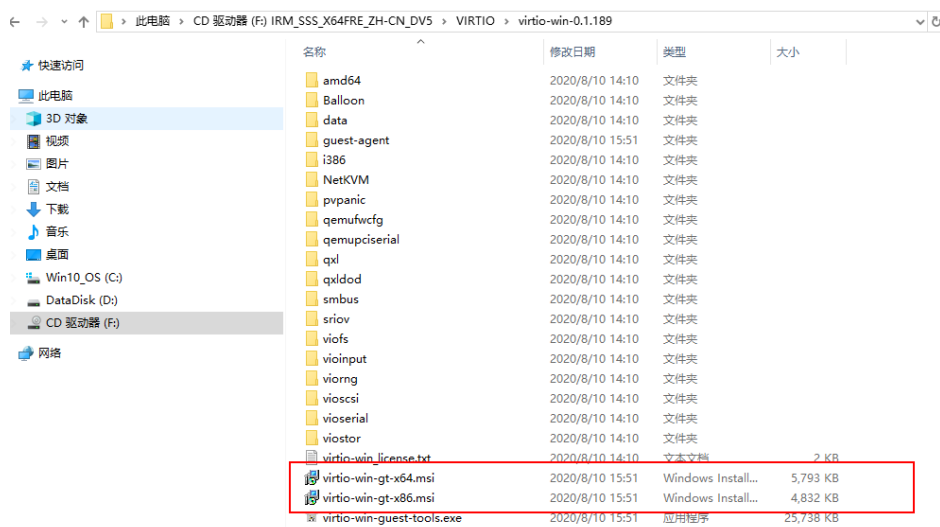 此电脑 › CD 驱动器 (F:) IRM_SSS_X64FRE_ZH-CN_DV5 › VIRTIO › virtio-win-0.1.189
名称 修改日期 类型 大小
快速访问
此电脑
3D 对象
视频
图片
文档
下载
音乐
桌面
Win10_OS (C:)
DataDisk (D:)
CD 驱动器 (F:)
网络
amd64 2020/8/10 14:10 文件夹
Balloon 2020/8/10 14:10 文件夹
data 2020/8/10 14:10 文件夹
guest-agent 2020/8/10 15:51 文件夹
i386 2020/8/10 14:10 文件夹
NetKVM 2020/8/10 14:10 文件夹
pvpanic 2020/8/10 14:10 文件夹
qemufwcfg 2020/8/10 14:10 文件夹
qemupciserial 2020/8/10 14:10 文件夹
qxl 2020/8/10 14:10 文件夹
qxldod 2020/8/10 14:10 文件夹
smbus 2020/8/10 14:10 文件夹
sriov 2020/8/10 14:10 文件夹
viofs 2020/8/10 14:10 文件夹
vioinput 2020/8/10 14:10 文件夹
viorng 2020/8/10 14:10 文件夹
vioscsi 2020/8/10 14:10 文件夹
vioserial 2020/8/10 14:10 文件夹
viostor 2020/8/10 14:10 文件夹
virtio-win_license.txt 2020/8/10 14:10 文本文档 2 KB
virtio-win-gt-x64.msi 2020/8/10 15:51 Windows Install... 5,793 KB
virtio-win-gt-x86.msi 2020/8/10 15:51 Windows Install... 4,832 KB
virtio-win-guest-tools.exe 2020/8/10 15:51 应用程序 25,738 KB